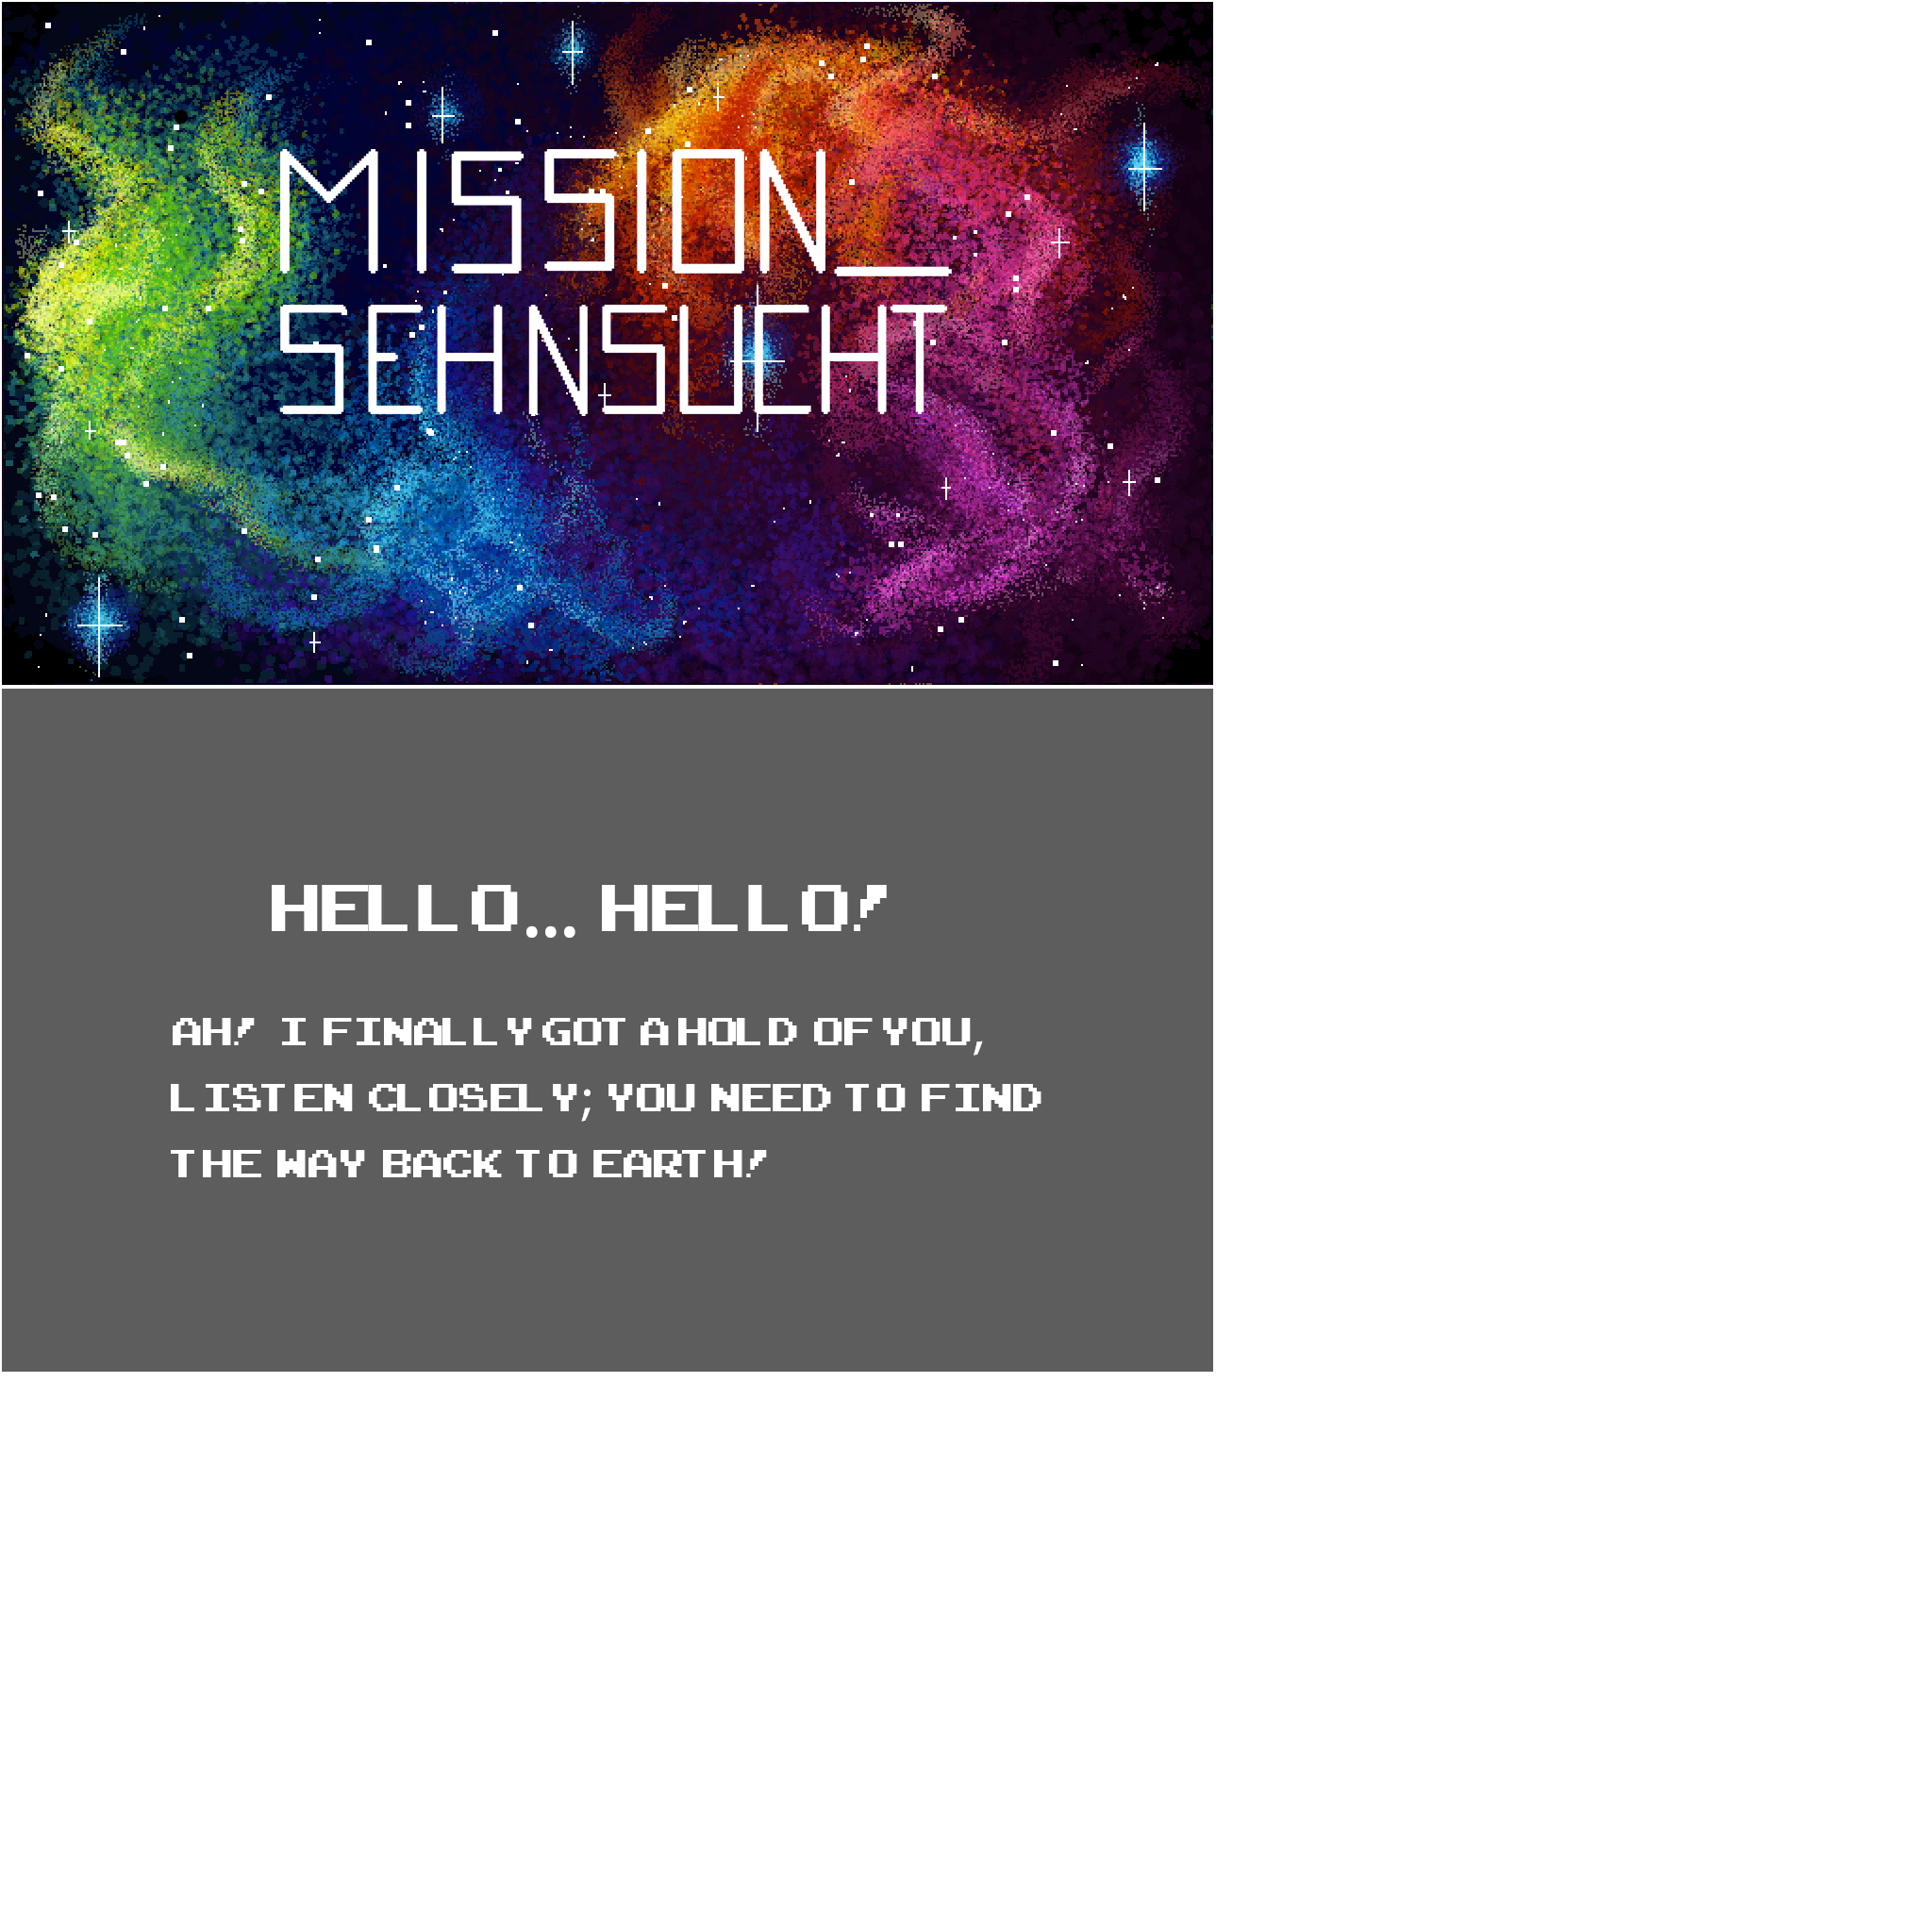 MISSION_
SEHNSUCHT
HELLO... HELLO!
AH! I FINALLY GOT A HOLD OF YOU,
LISTEN CLOSELY; YOU NEED TO FIND
THE WAY BACK TO EARTH!